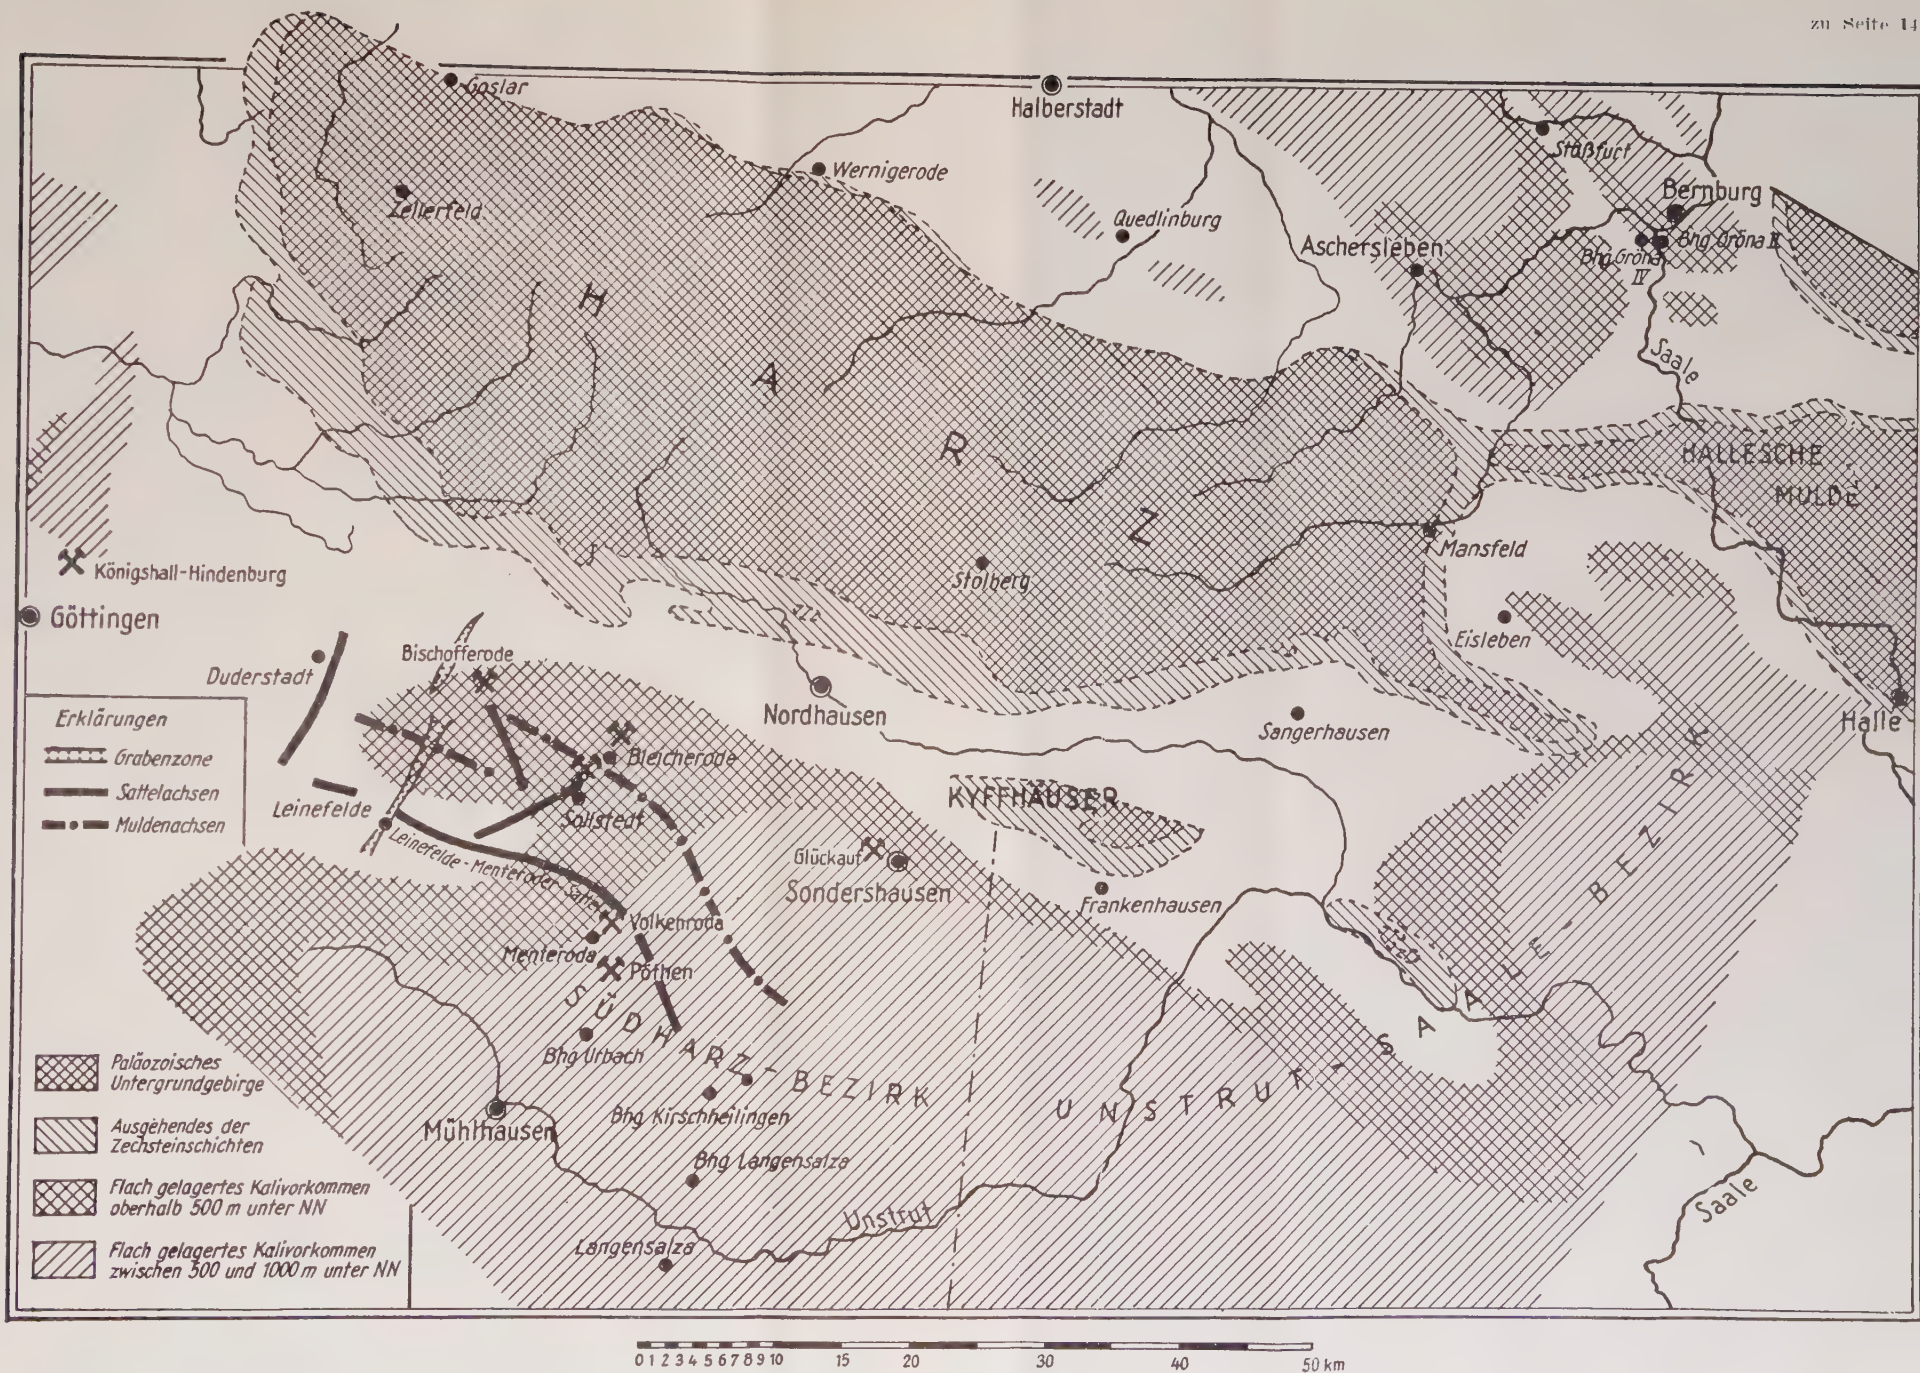 zu Seite 14
Goslar
Halberstadt
Staßfurt
Wernigerode
Zellerfeld
Quedlinburg
Bernburg
Aschersleben
Bhg Gröna II
Bhg Gröna
IV
H
A
R
Z
Saale
HALLESCHE
MULDE
Mansfeld
Stolberg
Königshall-Hindenburg
Göttingen
Eisleben
Bischofferode
Duderstadt
Nordhausen
Sangerhausen
Halle
Erklärungen
Grabenzone
Sattelachsen
Muldenachsen
Bleicherode
Leinefelde
Sollstedt
KYFFHÄUSER
Leinefelde-Menteroder Sattel
Glückauf
Sondershausen
Frankenhausen
Volkenroda
Menteroda
Pöthen
SÜDHARZ-BEZIRK
UNSTRUT-SAALE-BEZIRK
Bhg Urbach
Bhg Kirschheilingen
Mühlhausen
Bhg Langensalza
Unstrut
Langensalza
Saale
Paläozoisches
Untergrundgebirge
Ausgehendes der
Zechsteinschichten
Flach gelagertes Kalivorkommen
oberhalb 500 m unter NN
Flach gelagertes Kalivorkommen
zwischen 500 und 1000 m unter NN
0 1 2 3 4 5 6 7 8 9 10 15 20 30 40 50 km